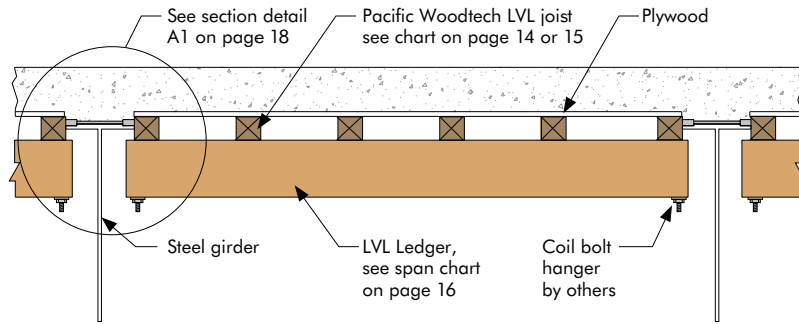 See section detail
A1 on page 18
Pacific Woodtech LVL joist
see chart on page 14 or 15
Plywood
Steel girder
LVL Ledger,
see span chart
on page 16
Coil bolt
hanger
by others